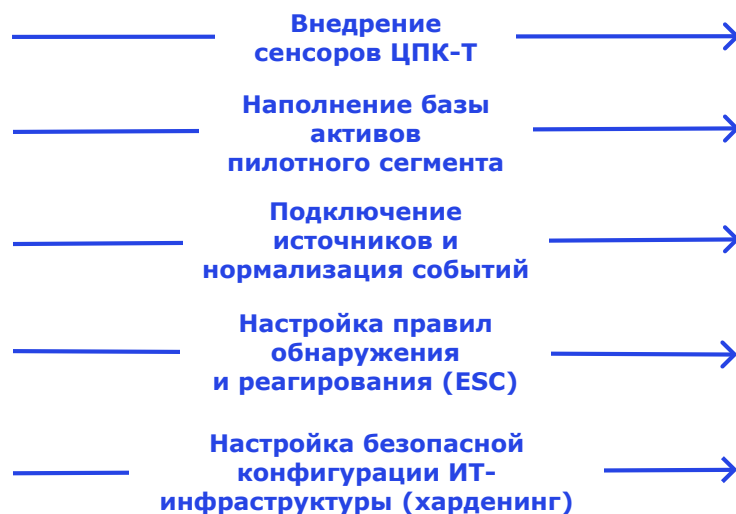 Внедрение
сенсоров ЦПК-Т
Наполнение базы
активов
пилотного сегмента
Подключение
источников и
нормализация событий
Настройка правил
обнаружения
и реагирования (ESC)
Настройка безопасной
конфигурации ИТ-
инфраструктуры (харденинг)